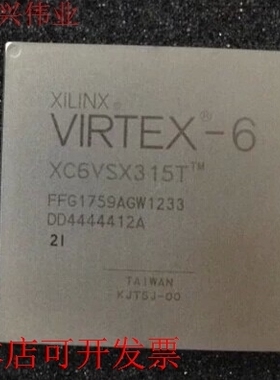 兴伟业
XILINX®
VIRTEX®-6
XC6VSX315T™
FFG1759AGW1233
DD4444412A
2I
TAIWAN
KJTSJ-00
店可开发票